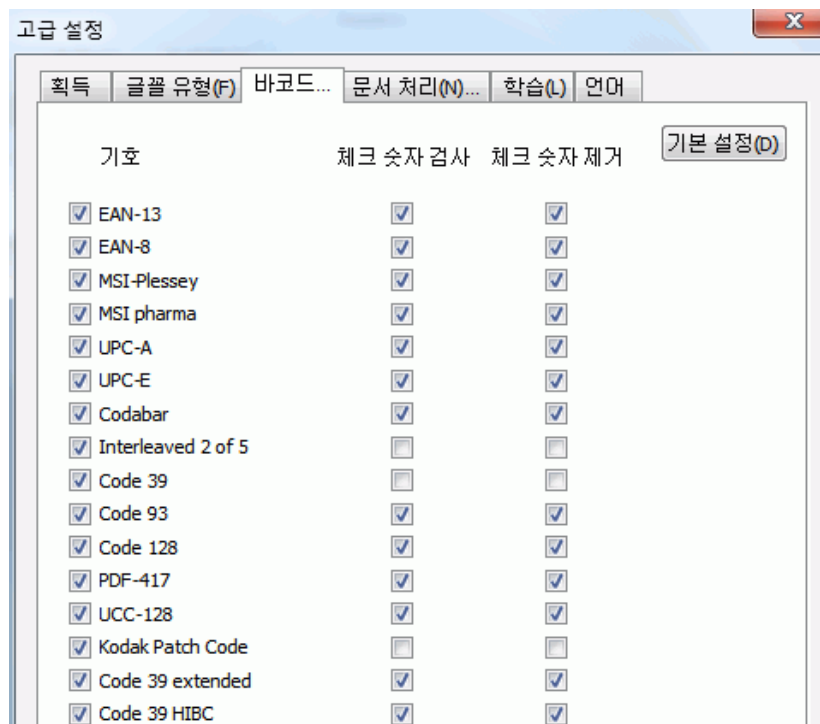 고급 설정
획득 글꼴 유형(F) 바코드... 문서 처리(N)... 학습(L) 언어
기호 체크 숫자 검사 체크 숫자 제거 기본 설정(D)
EAN-13
EAN-8
MSI-Plessey
MSI pharma
UPC-A
UPC-E
Codabar
Interleaved 2 of 5
Code 39
Code 93
Code 128
PDF-417
UCC-128
Kodak Patch Code
Code 39 extended
Code 39 HIBC